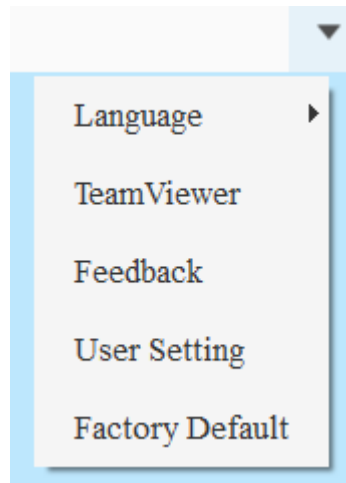 Language
TeamViewer
Feedback
User Setting
Factory Default